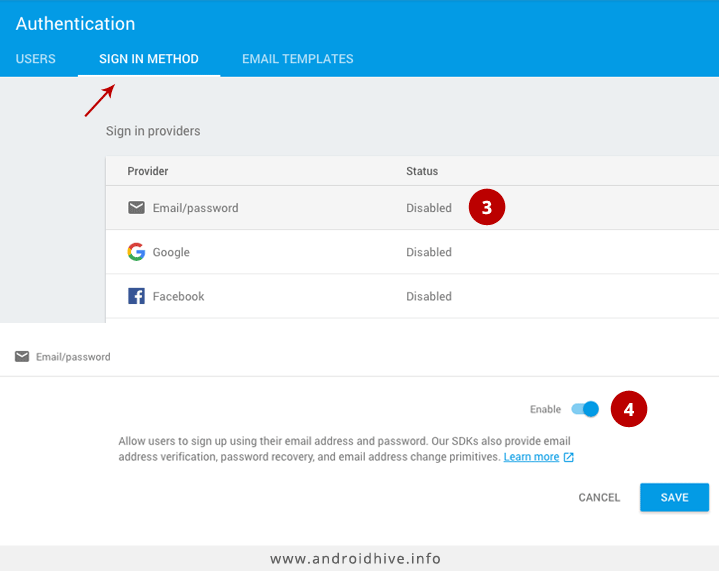 Authentication
USERS SIGN IN METHOD EMAIL TEMPLATES
Sign in providers
Provider Status
Email/password Disabled 3
Google Disabled
Facebook Disabled
Email/password
Enable 4
Allow users to sign up using their email address and password. Our SDKs also provide email
address verification, password recovery, and email address change primitives. Learn more
CANCEL SAVE
www.androidhive.info